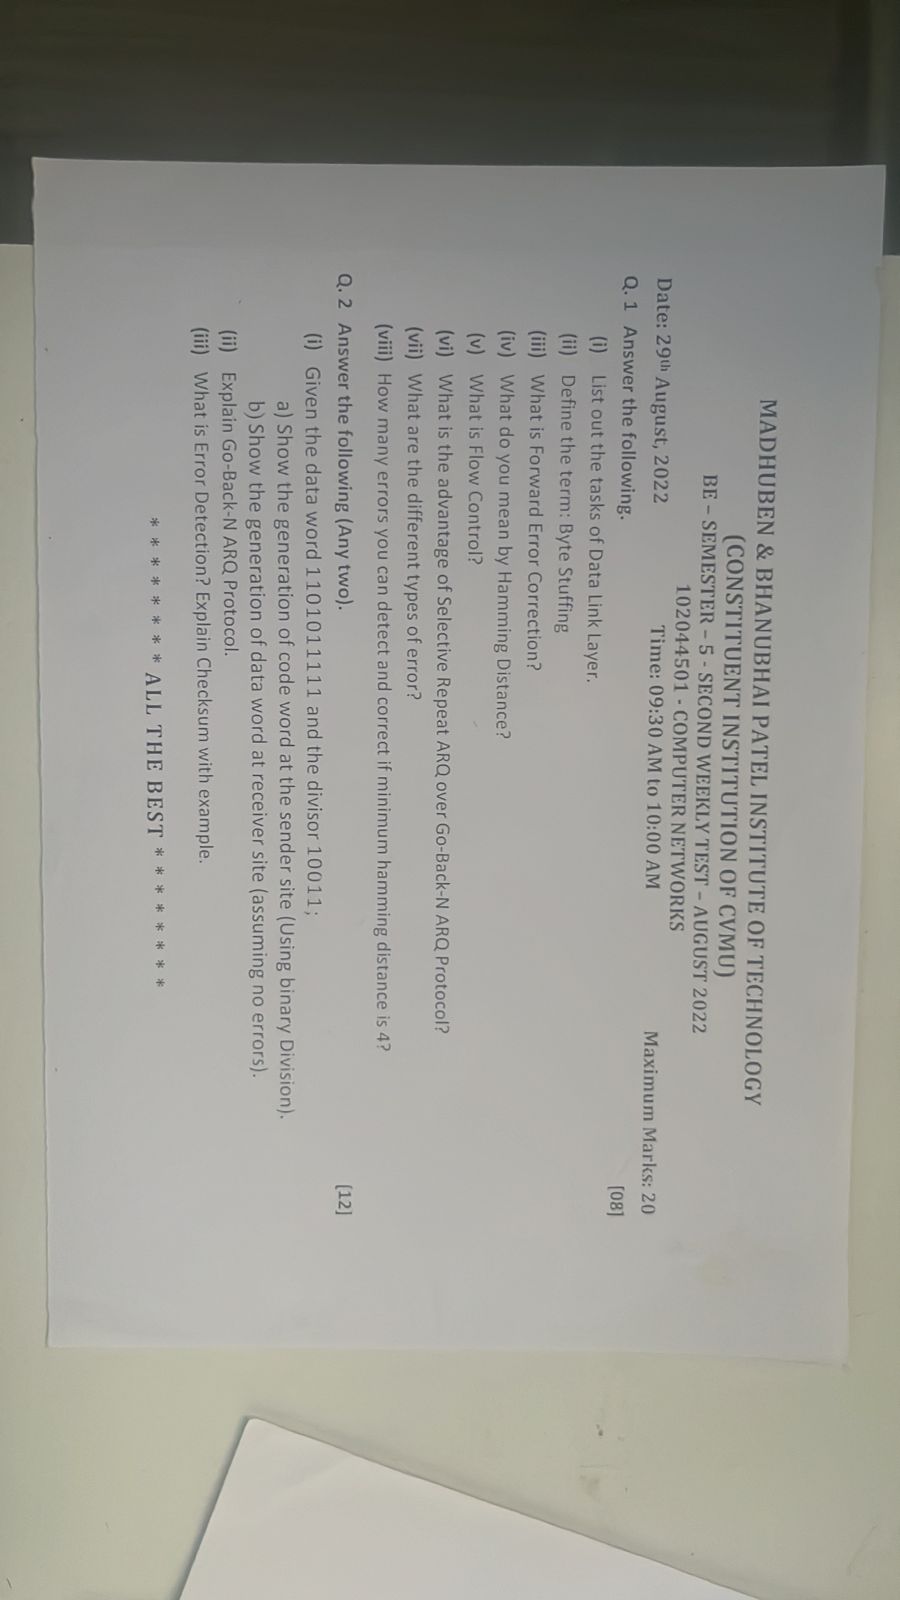 MADHUBEN & BHANUBHAI PATEL INSTITUTE OF TECHNOLOGY
(CONSTITUENT INSTITUTION OF CVMU)
BE – SEMESTER – 5 - SECOND WEEKLY TEST – AUGUST 2022
102044501 - COMPUTER NETWORKS
Date: 29th August, 2022 Time: 09:30 AM to 10:00 AM Maximum Marks: 20
Q. 1 Answer the following. [08]
(i) List out the tasks of Data Link Layer.
(ii) Define the term: Byte Stuffing
(iii) What is Forward Error Correction?
(iv) What do you mean by Hamming Distance?
(v) What is Flow Control?
(vi) What is the advantage of Selective Repeat ARQ over Go-Back-N ARQ Protocol?
(vii) What are the different types of error?
(viii) How many errors you can detect and correct if minimum hamming distance is 4?
Q. 2 Answer the following (Any two). [12]
(i) Given the data word 1101011111 and the divisor 10011;
a) Show the generation of code word at the sender site (Using binary Division).
b) Show the generation of data word at receiver site (assuming no errors).
(ii) Explain Go-Back-N ARQ Protocol.
(iii) What is Error Detection? Explain Checksum with example.
* * * * * * * * ALL THE BEST * * * * * * * *